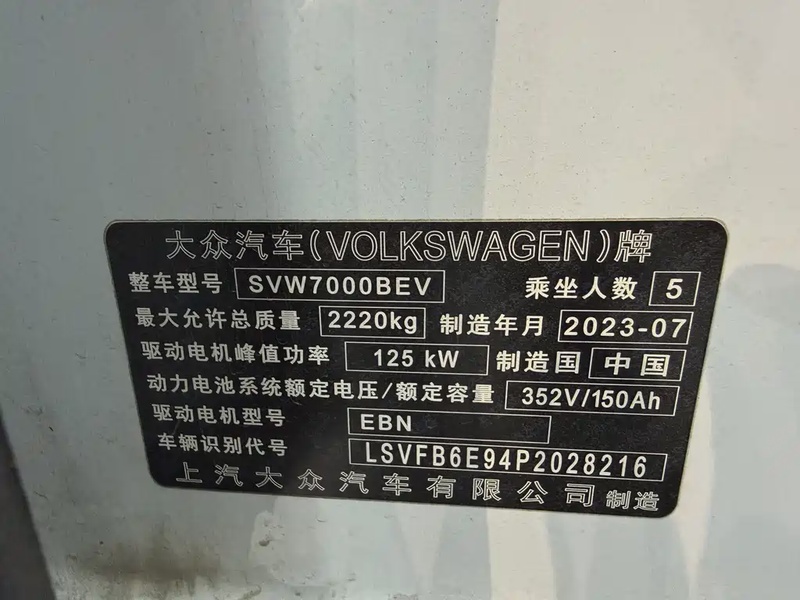 大众汽车(VOLKSWAGEN)牌
整车型号 SVW7000BEV 乘坐人数 5
最大允许总质量 2220kg 制造年月 2023-07
驱动电机峰值功率 125 kW 制造国 中国
动力电池系统额定电压/额定容量 352V/150Ah
驱动电机型号 EBN
车辆识别代号 LSVFB6E94P2028216
上汽大众汽车有限公司制造